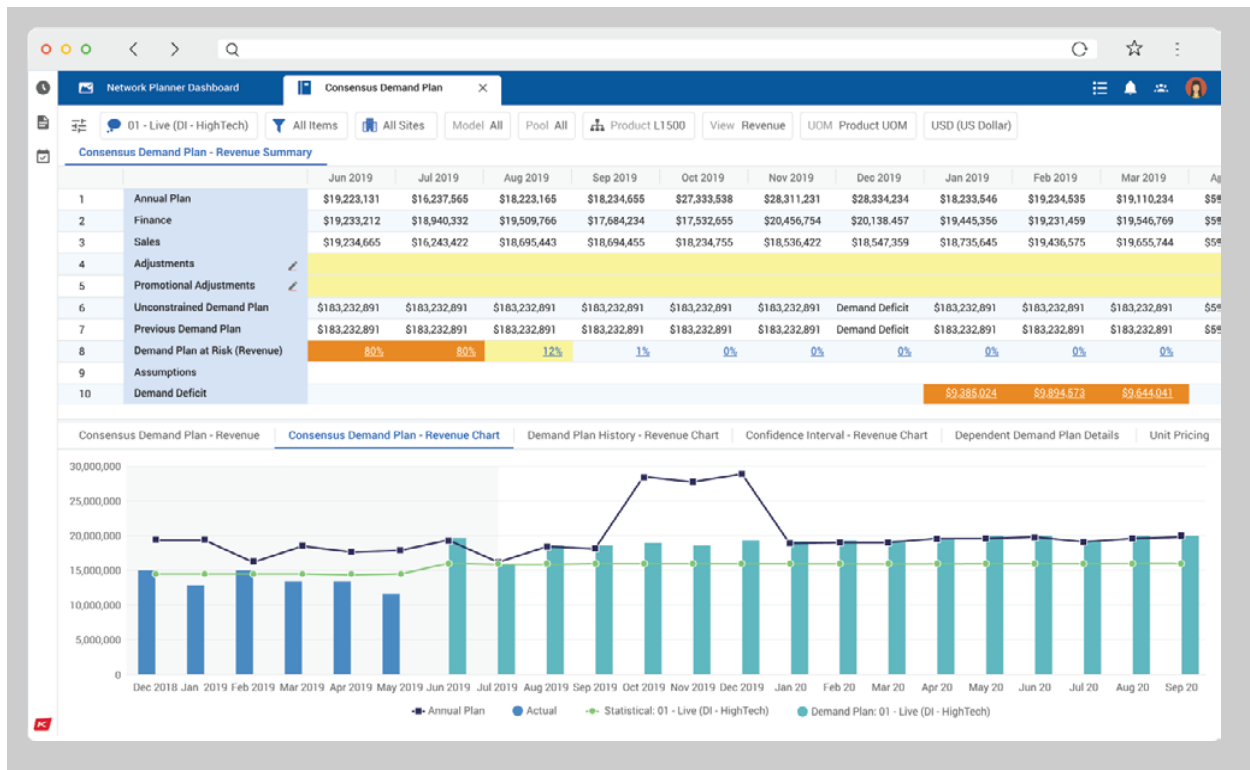 Network Planner Dashboard Consensus Demand Plan
01 - Live (DI - HighTech) All Items All Sites Model All Pool All Product L1500 View Revenue UOM Product UOM USD (US Dollar)
Consensus Demand Plan - Revenue Summary
Jun 2019 Jul 2019 Aug 2019 Sep 2019 Oct 2019 Nov 2019 Dec 2019 Jan 2019 Feb 2019 Mar 2019
1 Annual Plan $19,223,131 $16,237,565 $18,223,165 $18,234,655 $27,333,538 $28,311,231 $28,334,234 $18,233,546 $19,234,535 $19,110,234
2 Finance $19,233,212 $18,940,332 $19,509,766 $17,684,234 $17,532,655 $20,456,754 $20,138.457 $19,445,356 $19,231,459 $19,546,769
3 Sales $19,234,665 $16,243,422 $18,695,443 $18,694,455 $18,234,755 $18,536,422 $18,547,359 $18,735,645 $19,436,575 $19,655,744
4 Adjustments
5 Promotional Adjustments
6 Unconstrained Demand Plan $183,232,891 $183,232,891 $183,232,891 $183,232,891 $183,232,891 $183,232,891 Demand Deficit $183,232,891 $183,232,891 $183,232,891
7 Previous Demand Plan $183,232,891 $183,232,891 $183,232,891 $183,232,891 $183,232,891 $183,232,891 Demand Deficit $183,232,891 $183,232,891 $183,232,891
8 Demand Plan at Risk (Revenue) 80% 80% 12% 1% 0% 0% 0% 0% 0% 0%
9 Assumptions
10 Demand Deficit $9,385,024 $9,894,573 $9,644,041
Consensus Demand Plan - Revenue Consensus Demand Plan - Revenue Chart Demand Plan History - Revenue Chart Confidence Interval - Revenue Chart Dependent Demand Plan Details Unit Pricing
30,000,000
25,000,000
20,000,000
15,000,000
10,000,000
5,000,000
0
Dec 2018 Jan 2019 Feb 2019 Mar 2019 Apr 2019 May 2019 Jun 2019 Jul 2019 Aug 2019 Sep 2019 Oct 2019 Nov 2019 Dec 2019 Jan 20 Feb 20 Mar 20 Apr 20 May 20 Jun 20 Jul 20 Aug 20 Sep 20
Annual Plan Actual Statistical: 01 - Live (DI - HighTech) Demand Plan: 01 - Live (DI - HighTech)